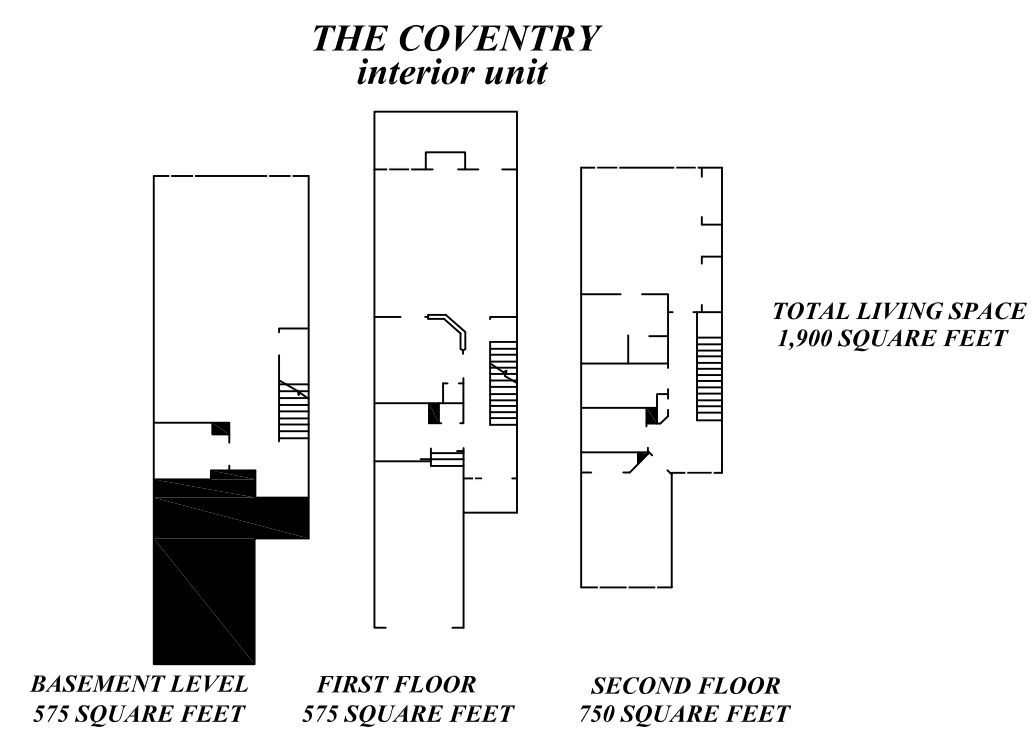 THE COVENTRY
interior unit
TOTAL LIVING SPACE
1,900 SQUARE FEET
BASEMENT LEVEL
575 SQUARE FEET
FIRST FLOOR
575 SQUARE FEET
SECOND FLOOR
750 SQUARE FEET